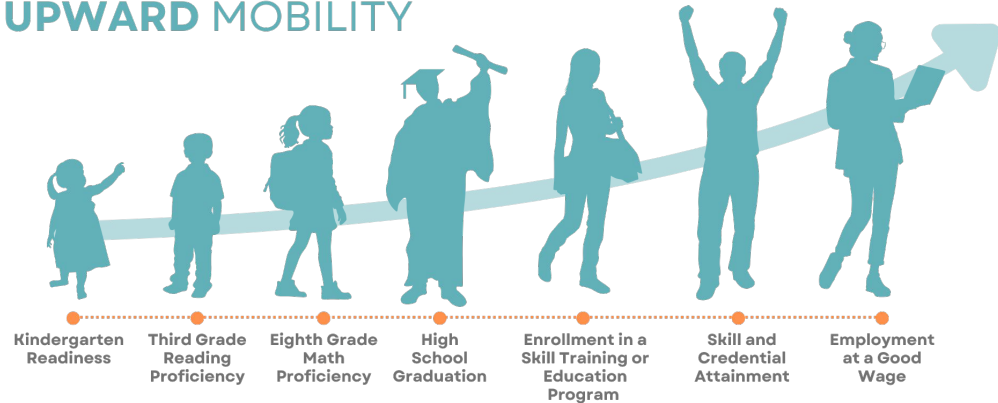 UPWARD MOBILITY
Kindergarten
Readiness
Third Grade
Reading
Proficiency
Eighth Grade
Math
Proficiency
High
School
Graduation
Enrollment in a
Skill Training or
Education
Program
Skill and
Credential
Attainment
Employment
at a Good
Wage